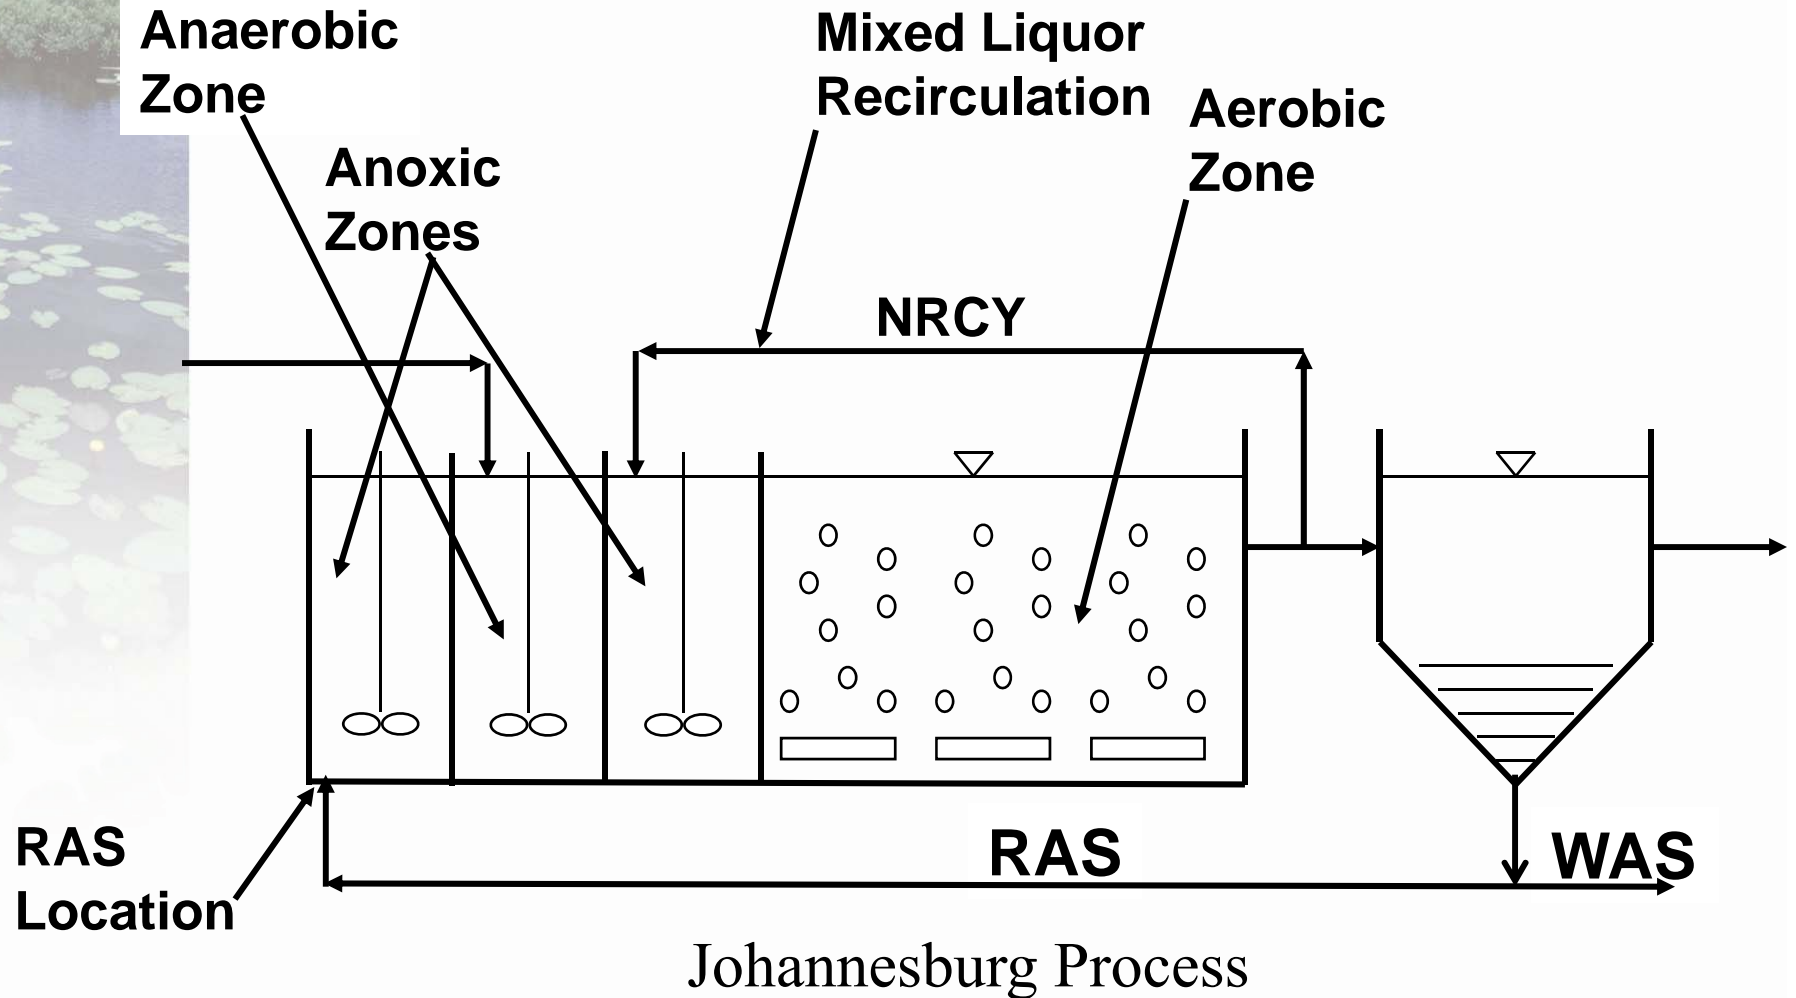 Anaerobic
Zone
Mixed Liquor
Recirculation
Aerobic
Zone
Anoxic
Zones
NRCY
RAS
Location
RAS
WAS
Johannesburg Process